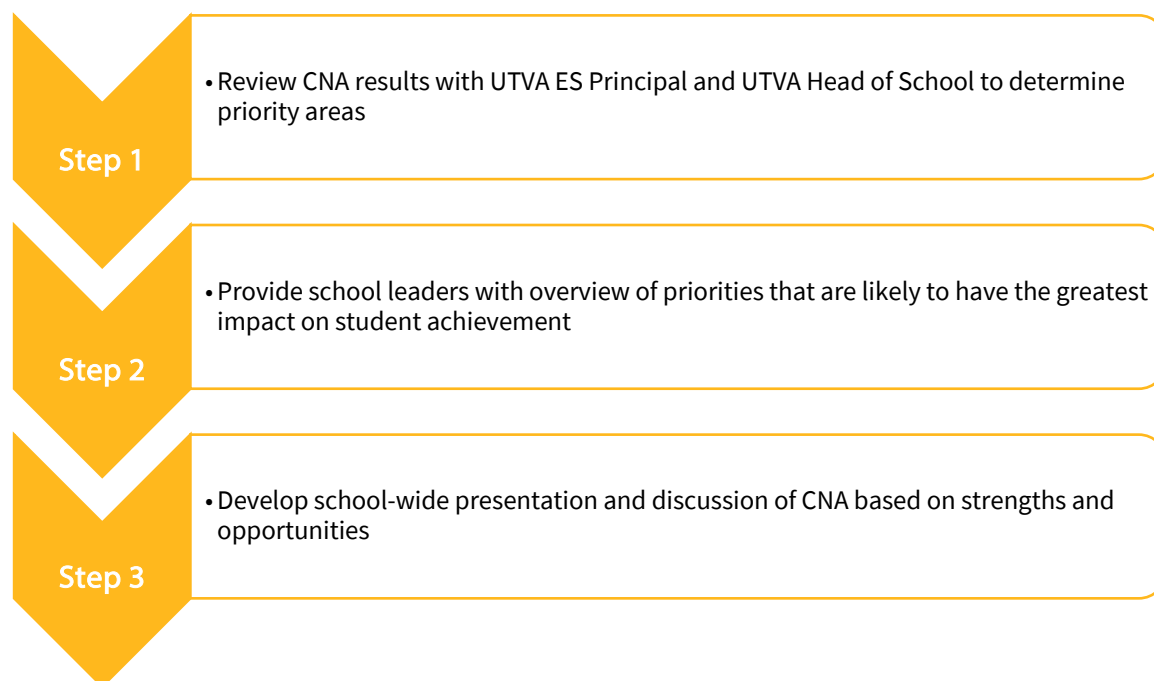 Step 1
• Review CNA results with UTVA ES Principal and UTVA Head of School to determine
priority areas
Step 2
• Provide school leaders with overview of priorities that are likely to have the greatest
impact on student achievement
Step 3
• Develop school-wide presentation and discussion of CNA based on strengths and
opportunities